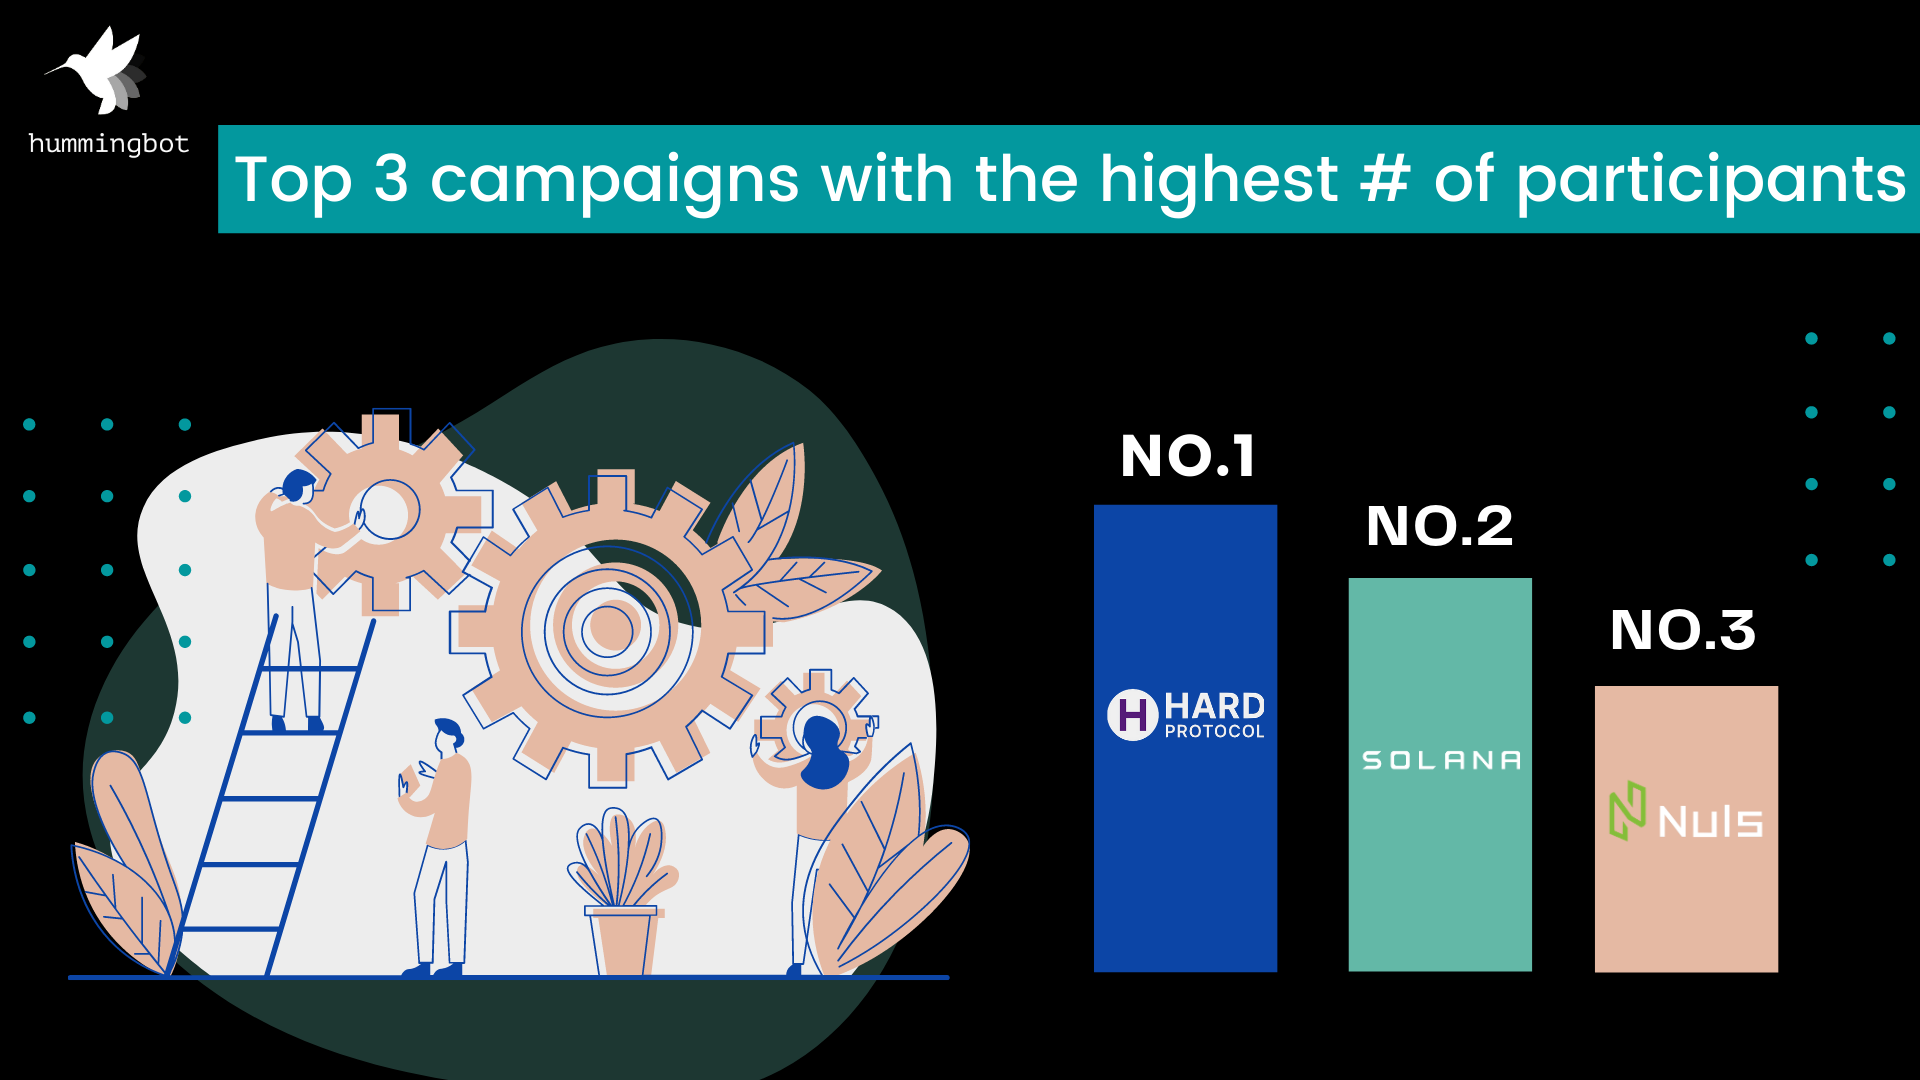 hummingbot
Top 3 campaigns with the highest # of participants
NO.1
NO.2
NO.3
H HARD
PROTOCOL
SOLANA
Nuls